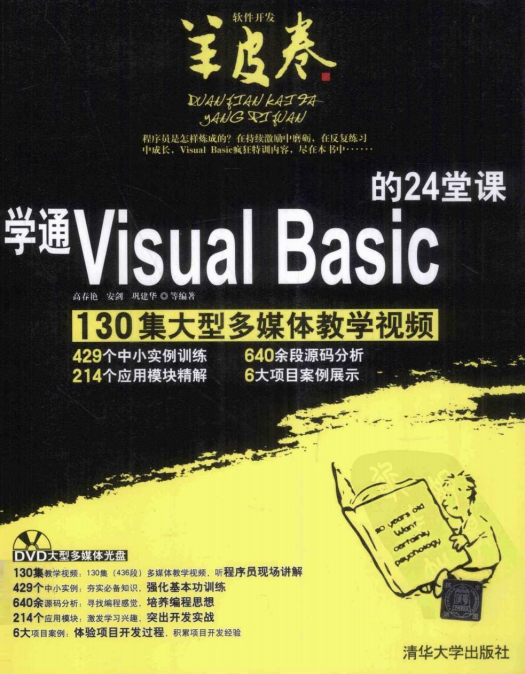 软件开发
羊皮卷
RUAN JIAN KAI FA
YANG PI JUAN
程序员是怎样炼成的?在持续激励中磨砺,在反复练习
中成长,Visual Basic疯狂特训内容,尽在本书中······
的24堂课
学通Visual Basic
高春艳 安剑 巩建华◎等编著
130集大型多媒体教学视频
429个中小实例训练 640余段源码分析
214个应用模块精解 6大项目案例展示
20 years old
Want
certainly
psychology
DVD大型多媒体光盘
130集教学视频:130集(436段)多媒体教学视频,听程序员现场讲解
429个中小实例:夯实必备知识,强化基本功训练
640余源码分析:寻找编程感觉,培养编程思想
214个应用模块:激发学习兴趣,突出开发实战
6大项目案例:体验项目开发过程,积累项目开发经验
清华大学出版社